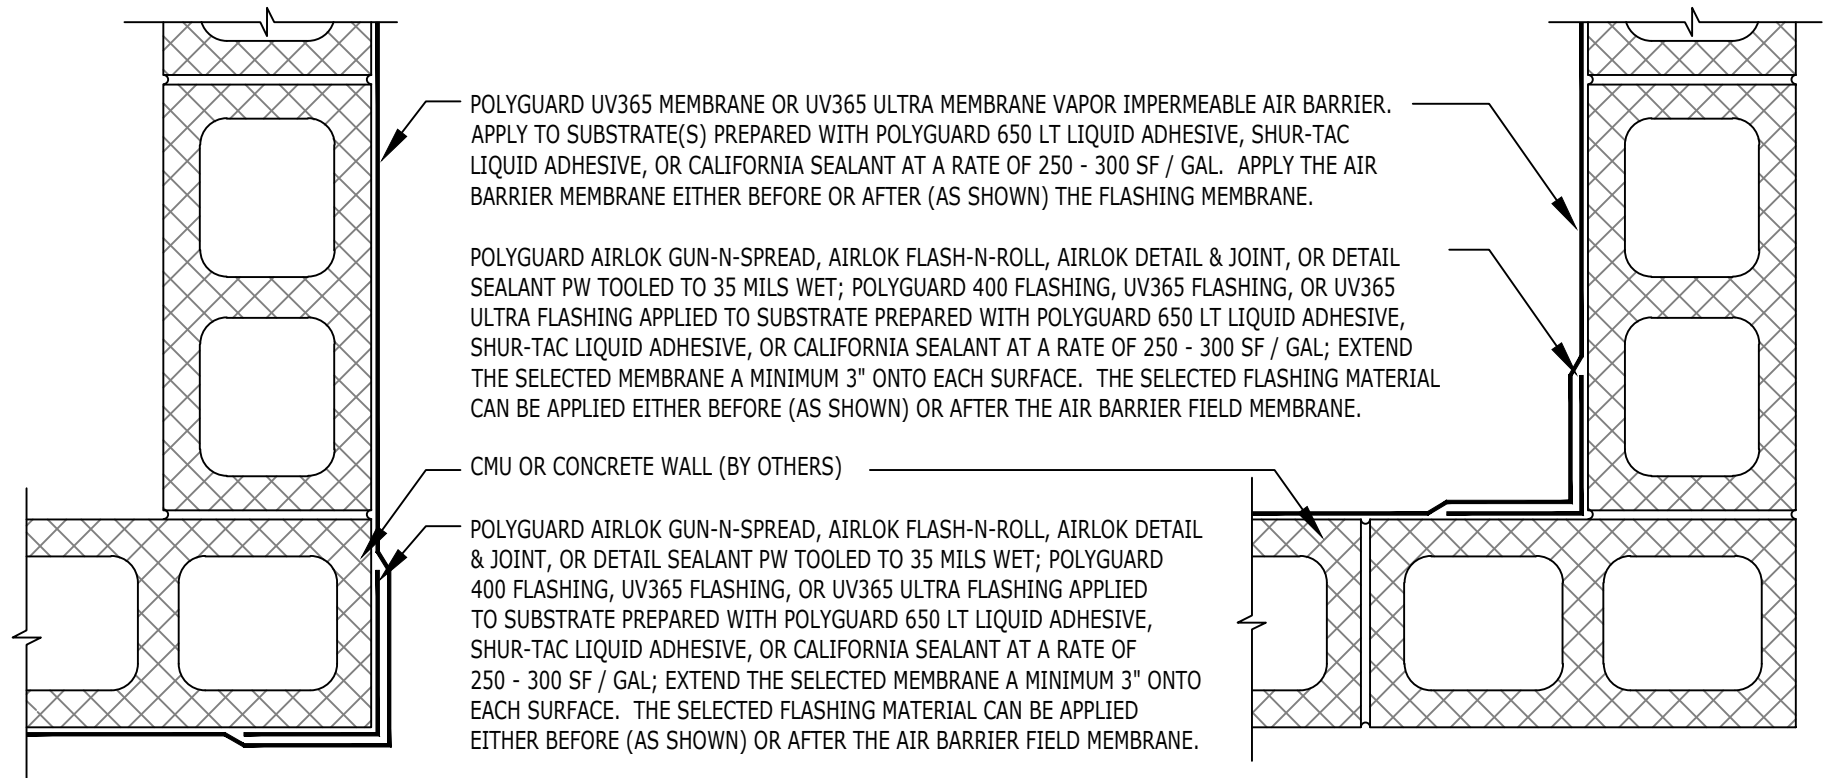 POLYGUARD UV365 MEMBRANE OR UV365 ULTRA MEMBRANE VAPOR IMPERMEABLE AIR BARRIER.
APPLY TO SUBSTRATE(S) PREPARED WITH POLYGUARD 650 LT LIQUID ADHESIVE, SHUR-TAC
LIQUID ADHESIVE, OR CALIFORNIA SEALANT AT A RATE OF 250 - 300 SF / GAL. APPLY THE AIR
BARRIER MEMBRANE EITHER BEFORE OR AFTER (AS SHOWN) THE FLASHING MEMBRANE.
POLYGUARD AIRLOK GUN-N-SPREAD, AIRLOK FLASH-N-ROLL, AIRLOK DETAIL & JOINT, OR DETAIL
SEALANT PW TOOLED TO 35 MILS WET; POLYGUARD 400 FLASHING, UV365 FLASHING, OR UV365
ULTRA FLASHING APPLIED TO SUBSTRATE PREPARED WITH POLYGUARD 650 LT LIQUID ADHESIVE,
SHUR-TAC LIQUID ADHESIVE, OR CALIFORNIA SEALANT AT A RATE OF 250 - 300 SF / GAL; EXTEND
THE SELECTED MEMBRANE A MINIMUM 3" ONTO EACH SURFACE. THE SELECTED FLASHING MATERIAL
CAN BE APPLIED EITHER BEFORE (AS SHOWN) OR AFTER THE AIR BARRIER FIELD MEMBRANE.
CMU OR CONCRETE WALL (BY OTHERS)
POLYGUARD AIRLOK GUN-N-SPREAD, AIRLOK FLASH-N-ROLL, AIRLOK DETAIL
& JOINT, OR DETAIL SEALANT PW TOOLED TO 35 MILS WET; POLYGUARD
400 FLASHING, UV365 FLASHING, OR UV365 ULTRA FLASHING APPLIED
TO SUBSTRATE PREPARED WITH POLYGUARD 650 LT LIQUID ADHESIVE,
SHUR-TAC LIQUID ADHESIVE, OR CALIFORNIA SEALANT AT A RATE OF
250 - 300 SF / GAL; EXTEND THE SELECTED MEMBRANE A MINIMUM 3" ONTO
EACH SURFACE. THE SELECTED FLASHING MATERIAL CAN BE APPLIED
EITHER BEFORE (AS SHOWN) OR AFTER THE AIR BARRIER FIELD MEMBRANE.